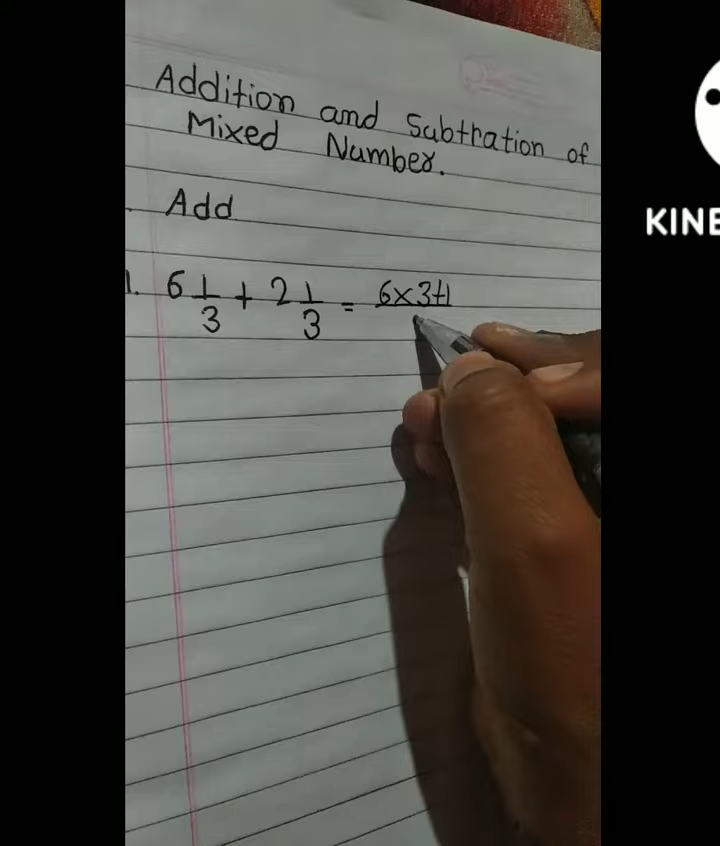 Addition and Subtration of
Mixed Number.
Add
1. 6 1/3 + 2 1/3 = 6×3+1
KINE